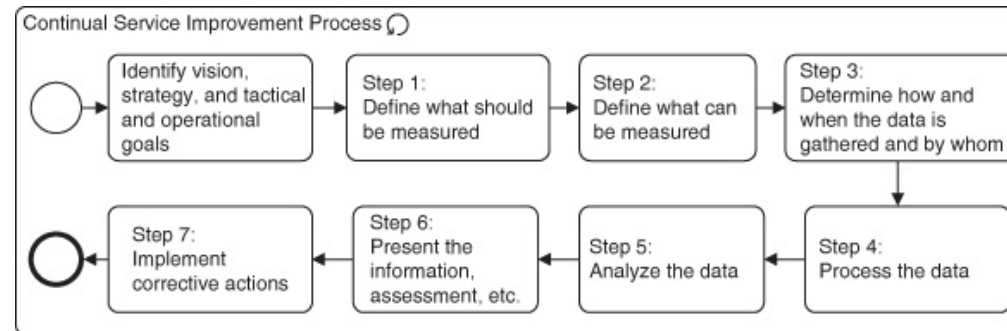 Continual Service Improvement Process
Identify vision,
strategy, and tactical
and operational
goals
Step 1:
Define what should
be measured
Step 2:
Define what can
be measured
Step 3:
Determine how and
when the data is
gathered and by whom
Step 4:
Process the data
Step 5:
Analyze the data
Step 6:
Present the
information,
assessment, etc.
Step 7:
Implement
corrective actions